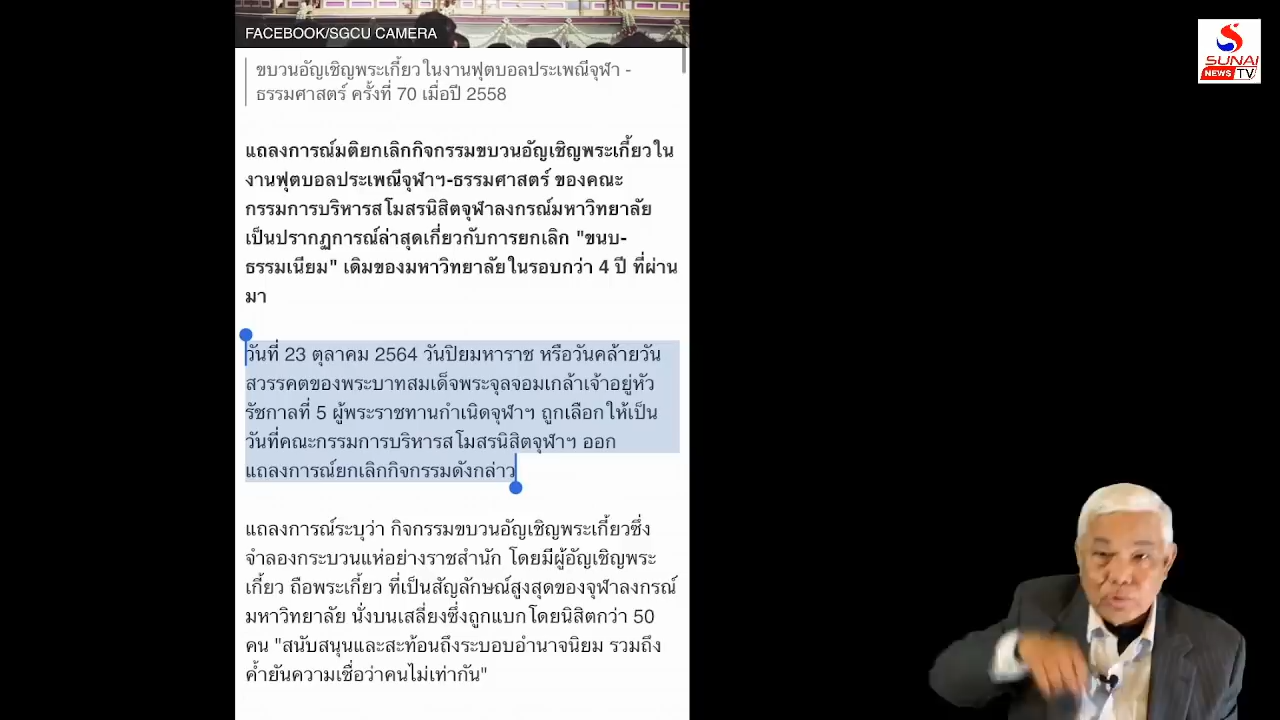 FACEBOOK/SGCU CAMERA
SUNAI
NEWS TV
ขบวนอัญเชิญพระเกี้ยวในงานฟุตบอลประเพณีจุฬา -
ธรรมศาสตร์ ครั้งที่ 70 เมื่อปี 2558
แถลงการณ์มติยกเลิกกิจกรรมขบวนอัญเชิญพระเกี้ยวใน
งานฟุตบอลประเพณีจุฬาฯ-ธรรมศาสตร์ ของคณะ
กรรมการบริหารสโมสรนิสิตจุฬาลงกรณ์มหาวิทยาลัย
เป็นปรากฏการณ์ล่าสุดเกี่ยวกับการยกเลิก "ขนบ-
ธรรมเนียม" เดิมของมหาวิทยาลัยในรอบกว่า 4 ปี ที่ผ่าน
มา
วันที่ 23 ตุลาคม 2564 วันปิยมหาราช หรือวันคล้ายวัน
สวรรคตของพระบาทสมเด็จพระจุลจอมเกล้าเจ้าอยู่หัว
รัชกาลที่ 5 ผู้พระราชทานกำเนิดจุฬาฯ ถูกเลือกให้เป็น
วันที่คณะกรรมการบริหารสโมสรนิสิตจุฬาฯ ออก
แถลงการณ์ยกเลิกกิจกรรมดังกล่าว
แถลงการณ์ระบุว่า กิจกรรมขบวนอัญเชิญพระเกี้ยวซึ่ง
จำลองกระบวนแห่อย่างราชสำนัก โดยมีผู้อัญเชิญพระ
เกี้ยว ถือพระเกี้ยว ที่เป็นสัญลักษณ์สูงสุดของจุฬาลงกรณ์
มหาวิทยาลัย นั่งบนเสลี่ยงซึ่งถูกแบกโดยนิสิตกว่า 50
คน "สนับสนุนและสะท้อนถึงระบอบอำนาจนิยม รวมถึง
ค้ำยันความเชื่อว่าคนไม่เท่ากัน"